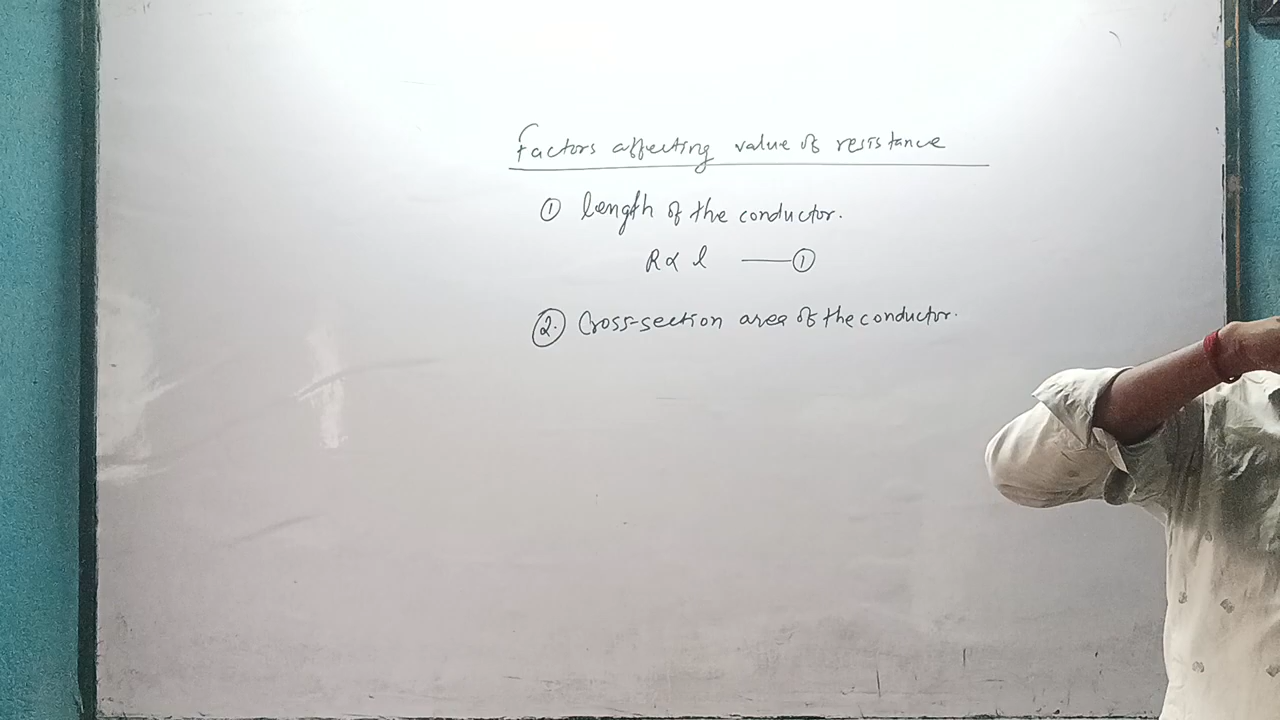 Factors affecting value of resistance
① length of the conductor.
R ∝ l —— ①
②. Cross-section area of the conductor.